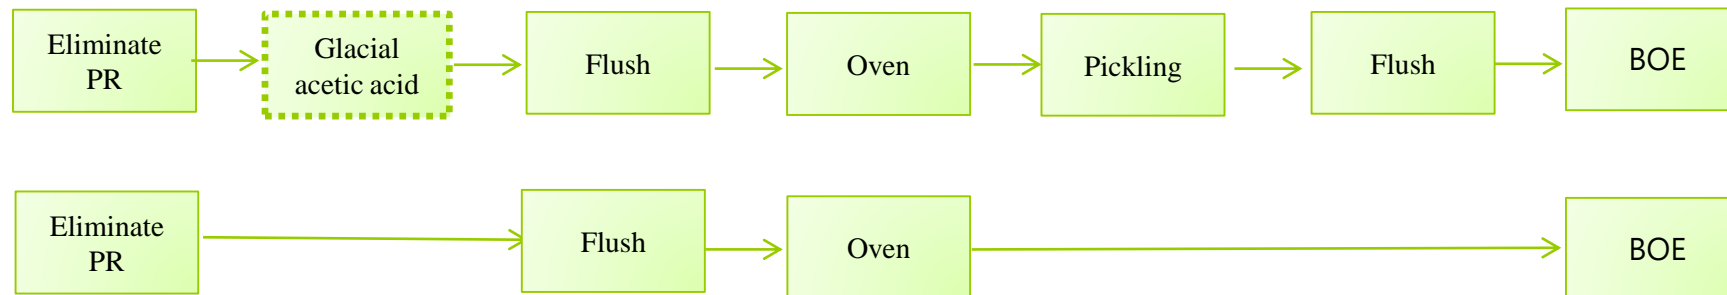 Eliminate
PR
Glacial
acetic acid
Flush
Oven
Pickling
Flush
BOE
Eliminate
PR
Flush
Oven
BOE